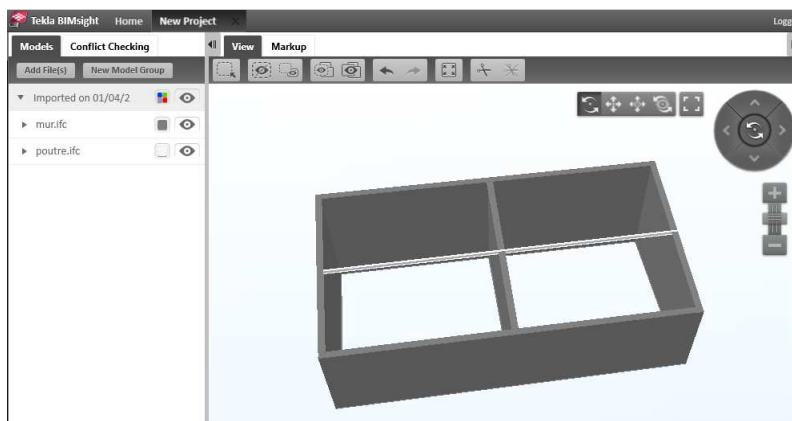 Tekla BIMsight Home New Project Logg
Models Conflict Checking View Markup
Add File(s) New Model Group
Imported on 01/04/2
mur.ifc
poutre.ifc